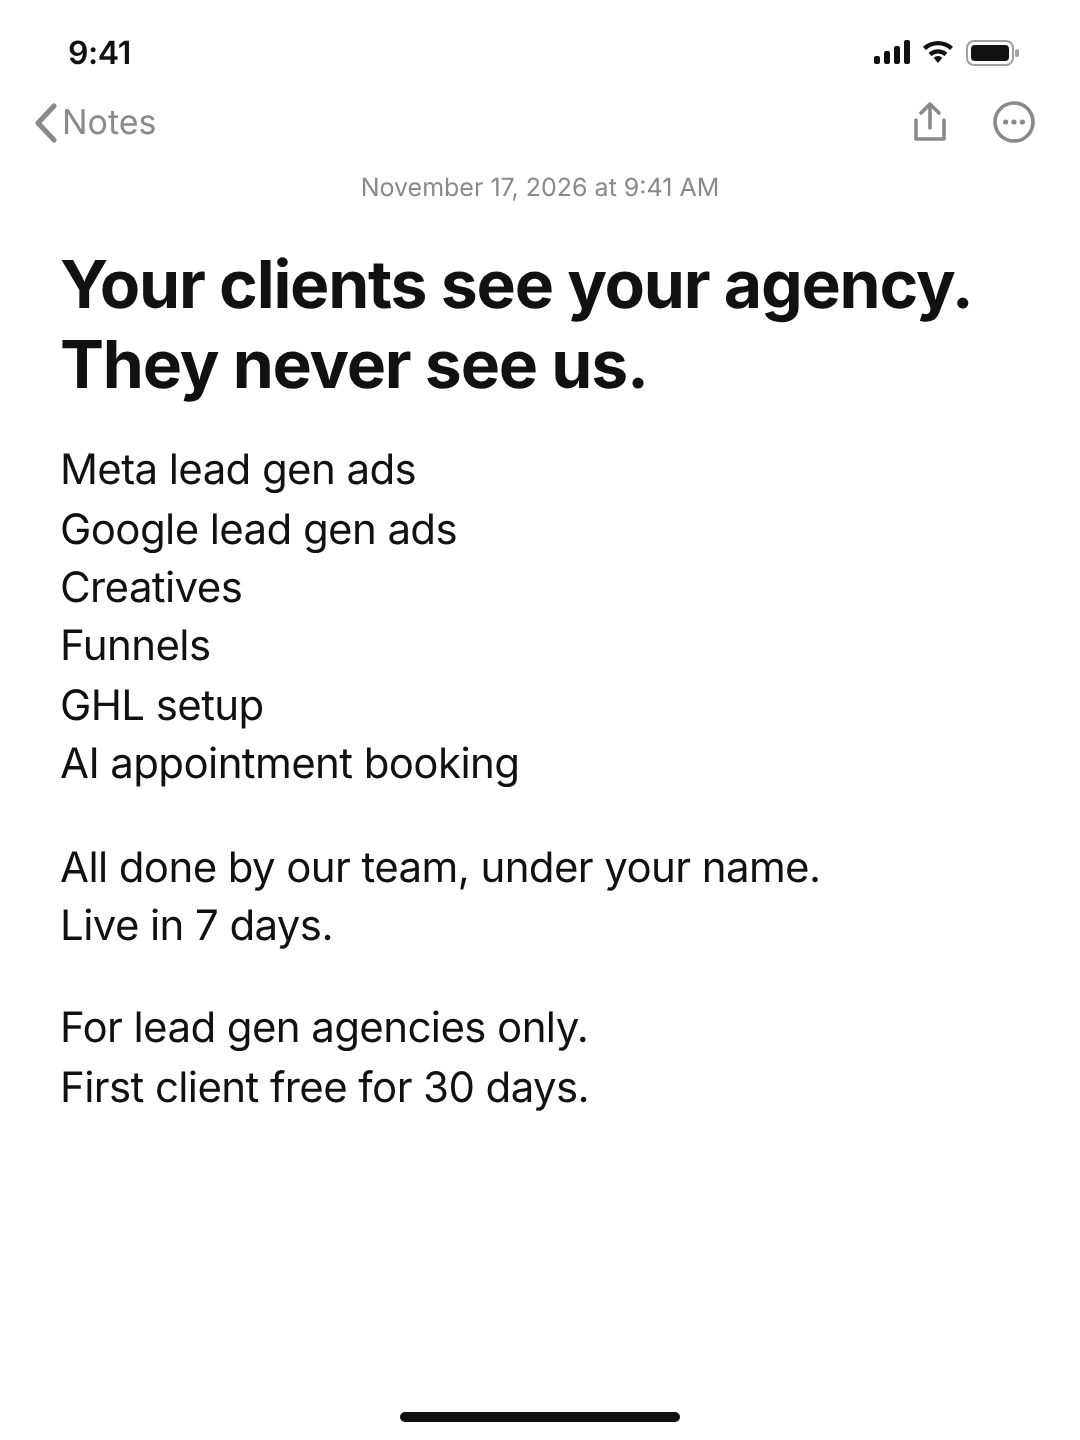 9:41
Notes
November 17, 2026 at 9:41 AM
Your clients see your agency.
They never see us.
Meta lead gen ads
Google lead gen ads
Creatives
Funnels
GHL setup
AI appointment booking
All done by our team, under your name.
Live in 7 days.
For lead gen agencies only.
First client free for 30 days.